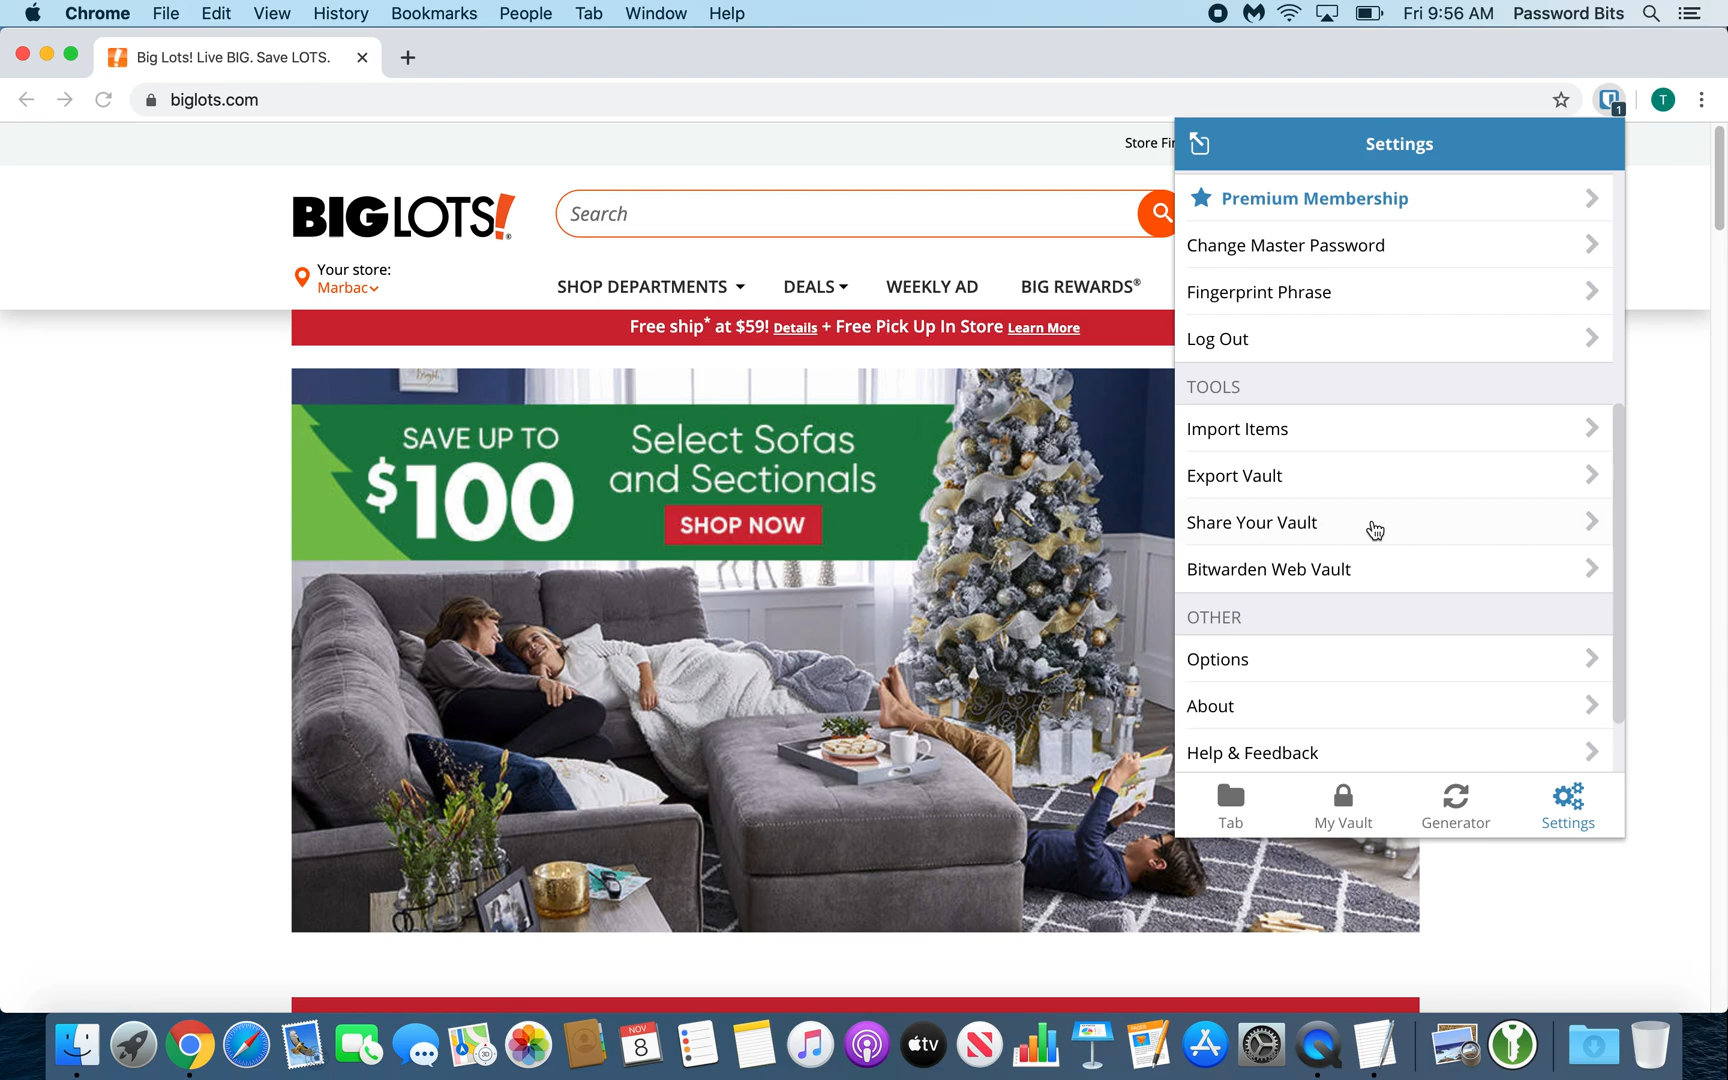 Chrome File Edit View History Bookmarks People Tab Window Help
Fri 9:56 AM Password Bits
Big Lots! Live BIG. Save LOTS.
biglots.com
1
T
Store Fi
BIG LOTS!®
Search
Your store:
Marbac
SHOP DEPARTMENTS DEALS WEEKLY AD BIG REWARDS®
Free ship* at $59! Details + Free Pick Up In Store Learn More
SAVE UP TO
$100
Select Sofas
and Sectionals
SHOP NOW
Settings
Premium Membership
Change Master Password
Fingerprint Phrase
Log Out
TOOLS
Import Items
Export Vault
Share Your Vault
Bitwarden Web Vault
OTHER
Options
About
Help & Feedback
Tab My Vault Generator Settings
NOV
8
tv